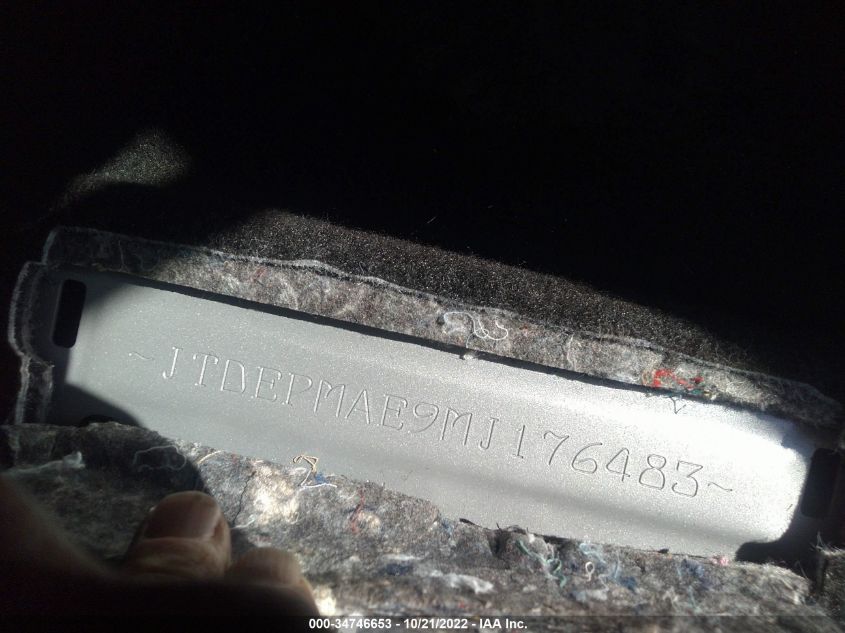 ~JTDEPMAE9MJ176483~
000-34746653 - 10/21/2022 - IAA Inc.